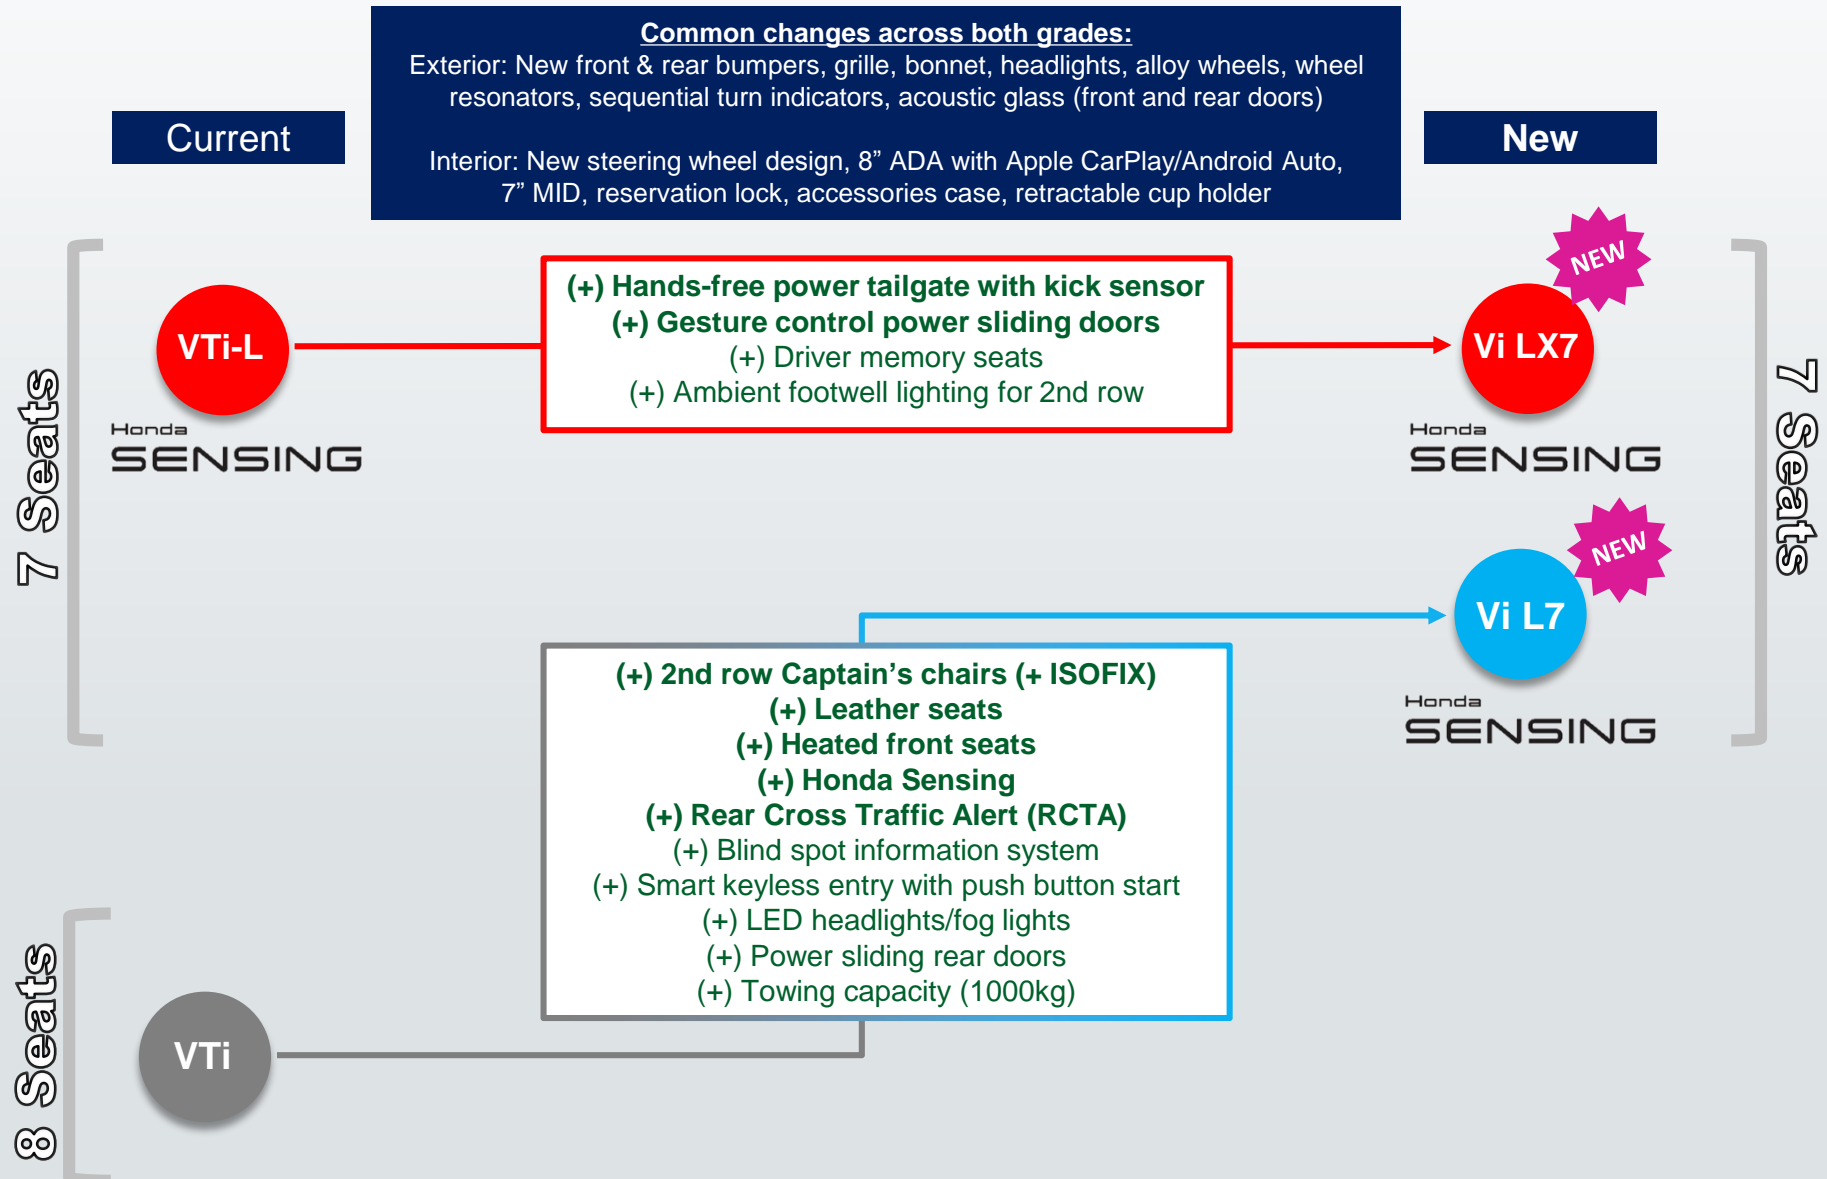 Common changes across both grades:
Exterior: New front & rear bumpers, grille, bonnet, headlights, alloy wheels, wheel
resonators, sequential turn indicators, acoustic glass (front and rear doors)
Interior: New steering wheel design, 8” ADA with Apple CarPlay/Android Auto,
7” MID, reservation lock, accessories case, retractable cup holder
Current
New
7 Seats
VTi-L
Honda
SENSING
(+) Hands-free power tailgate with kick sensor
(+) Gesture control power sliding doors
(+) Driver memory seats
(+) Ambient footwell lighting for 2nd row
NEW
Vi LX7
Honda
SENSING
7 Seats
NEW
Vi L7
Honda
SENSING
(+) 2nd row Captain’s chairs (+ ISOFIX)
(+) Leather seats
(+) Heated front seats
(+) Honda Sensing
(+) Rear Cross Traffic Alert (RCTA)
(+) Blind spot information system
(+) Smart keyless entry with push button start
(+) LED headlights/fog lights
(+) Power sliding rear doors
(+) Towing capacity (1000kg)
8 Seats
VTi